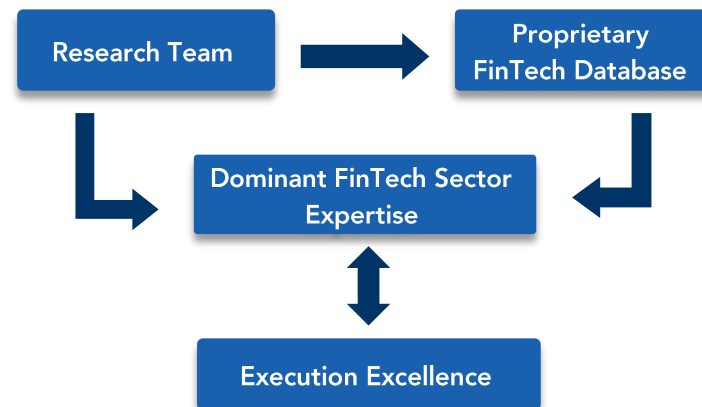 Research Team
Proprietary
FinTech Database
Dominant FinTech Sector
Expertise
Execution Excellence